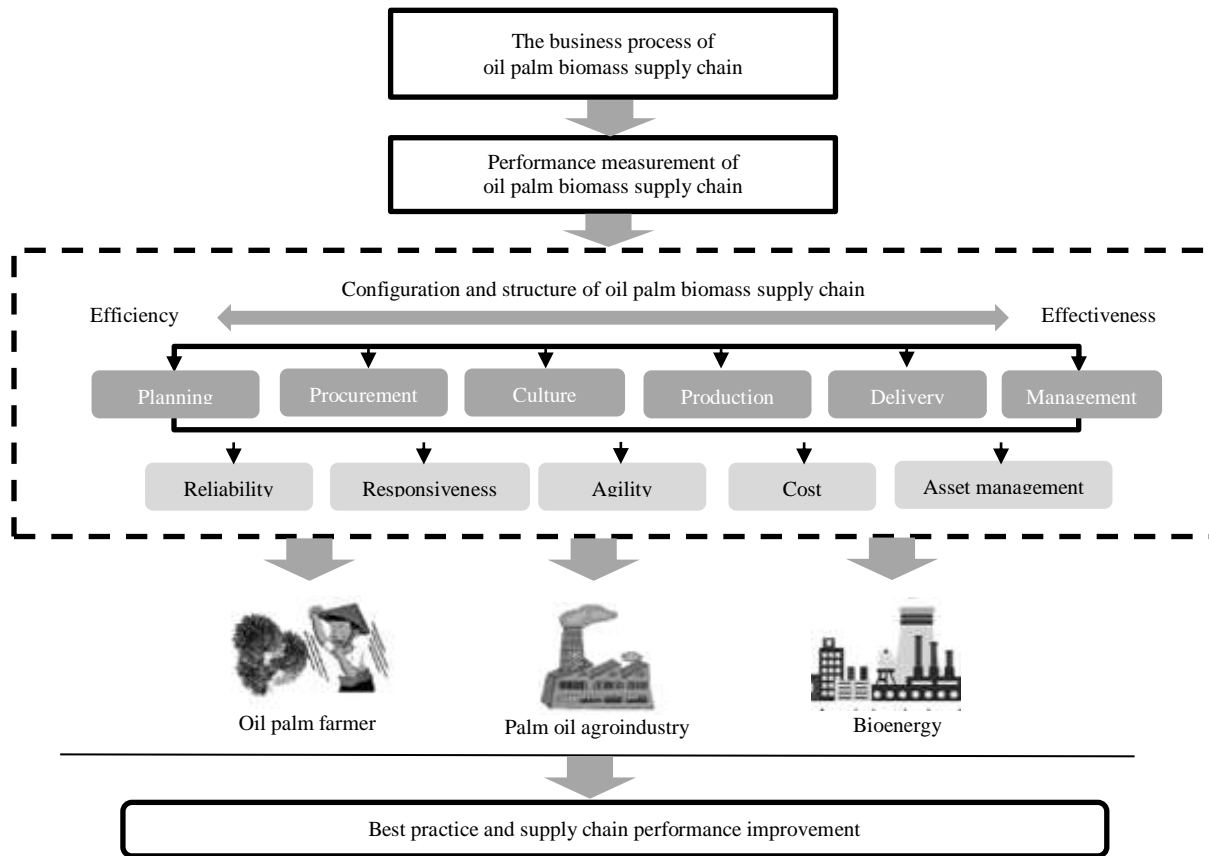 The business process of
oil palm biomass supply chain
Performance measurement of
oil palm biomass supply chain
Configuration and structure of oil palm biomass supply chain
Efficiency
Effectiveness
Planning
Procurement
Culture
Production
Delivery
Management
Reliability
Responsiveness
Agility
Cost
Asset management
Oil palm farmer
Palm oil agroindustry
Bioenergy
Best practice and supply chain performance improvement